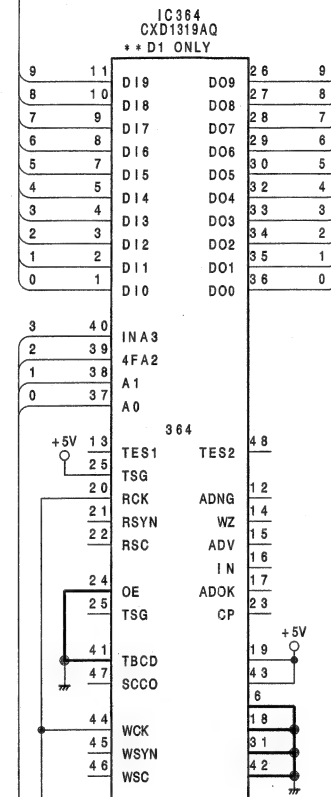 IC364
CXD1319AQ
**D1 ONLY
9 11 DI9 DO9 26 9
8 10 DI8 DO8 27 8
7 9 DI7 DO7 28 7
6 8 DI6 DO6 29 6
5 7 DI5 DO5 30 5
4 5 DI4 DO4 32 4
3 4 DI3 DO3 33 3
2 3 DI2 DO2 34 2
1 2 DI1 DO1 35 1
0 1 DI0 DO0 36 0
3 40 INA3
2 39 4FA2
1 38 A1
0 37 A0
364
+5V 13 TES1 TES2 48
25 TSG
20 RCK ADNG 12
21 RSYN WZ 14
22 RSC ADV 15
IN 16
24 OE ADOK 17
25 TSG CP 23
+5V
41 TBCD 19
47 SCCO 43
6
44 WCK 18
45 WSYN 31
46 WSC 42